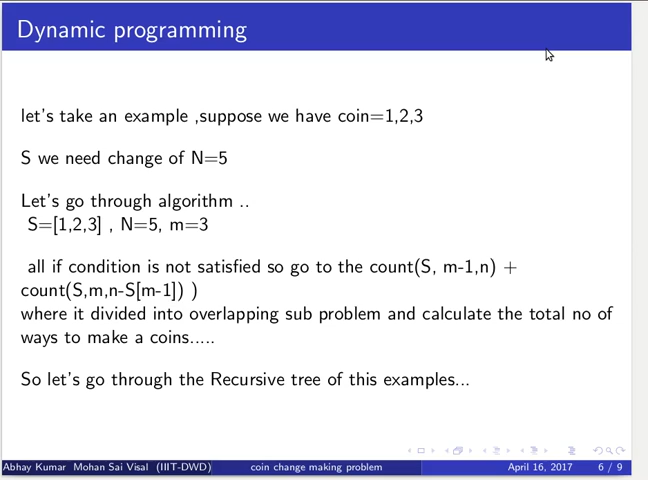 Dynamic programming
let's take an example ,suppose we have coin=1,2,3
S we need change of N=5
Let's go through algorithm ..
S=[1,2,3] , N=5, m=3
all if condition is not satisfied so go to the count(S, m-1,n) +
count(S,m,n-S[m-1]) )
where it divided into overlapping sub problem and calculate the total no of
ways to make a coins.....
So let's go through the Recursive tree of this examples...
Abhay Kumar Mohan Sai Visal (IIIT-DWD) coin change making problem April 16, 2017 6 / 9